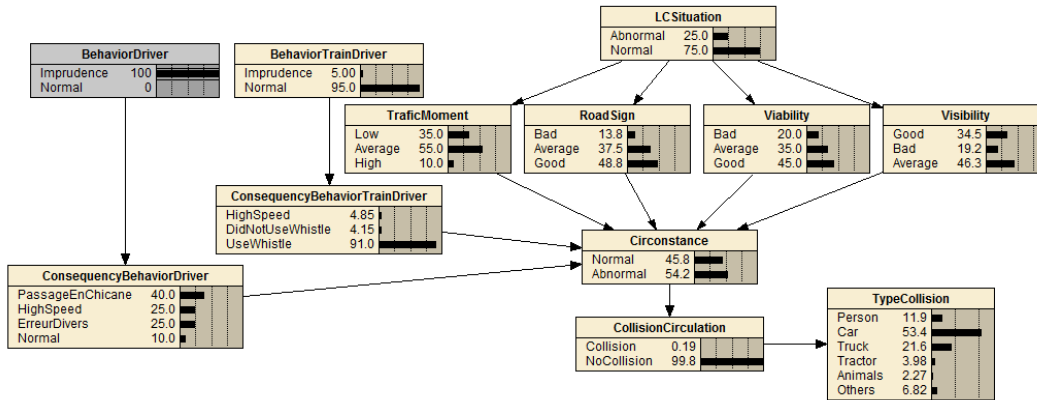 LCSituation
Abnormal 25.0
Normal 75.0
BehaviorDriver
Imprudence 100
Normal 0
BehaviorTrainDriver
Imprudence 5.00
Normal 95.0
TraficMoment
Low 35.0
Average 55.0
High 10.0
RoadSign
Bad 13.8
Average 37.5
Good 48.8
Viability
Bad 20.0
Average 35.0
Good 45.0
Visibility
Good 34.5
Bad 19.2
Average 46.3
ConsequencyBehaviorTrainDriver
HighSpeed 4.85
DidNotUseWhistle 4.15
UseWhistle 91.0
Circonstance
Normal 45.8
Abnormal 54.2
ConsequencyBehaviorDriver
PassageEnChicane 40.0
HighSpeed 25.0
ErreurDivers 25.0
Normal 10.0
CollisionCirculation
Collision 0.19
NoCollision 99.8
TypeCollision
Person 11.9
Car 53.4
Truck 21.6
Tractor 3.98
Animals 2.27
Others 6.82